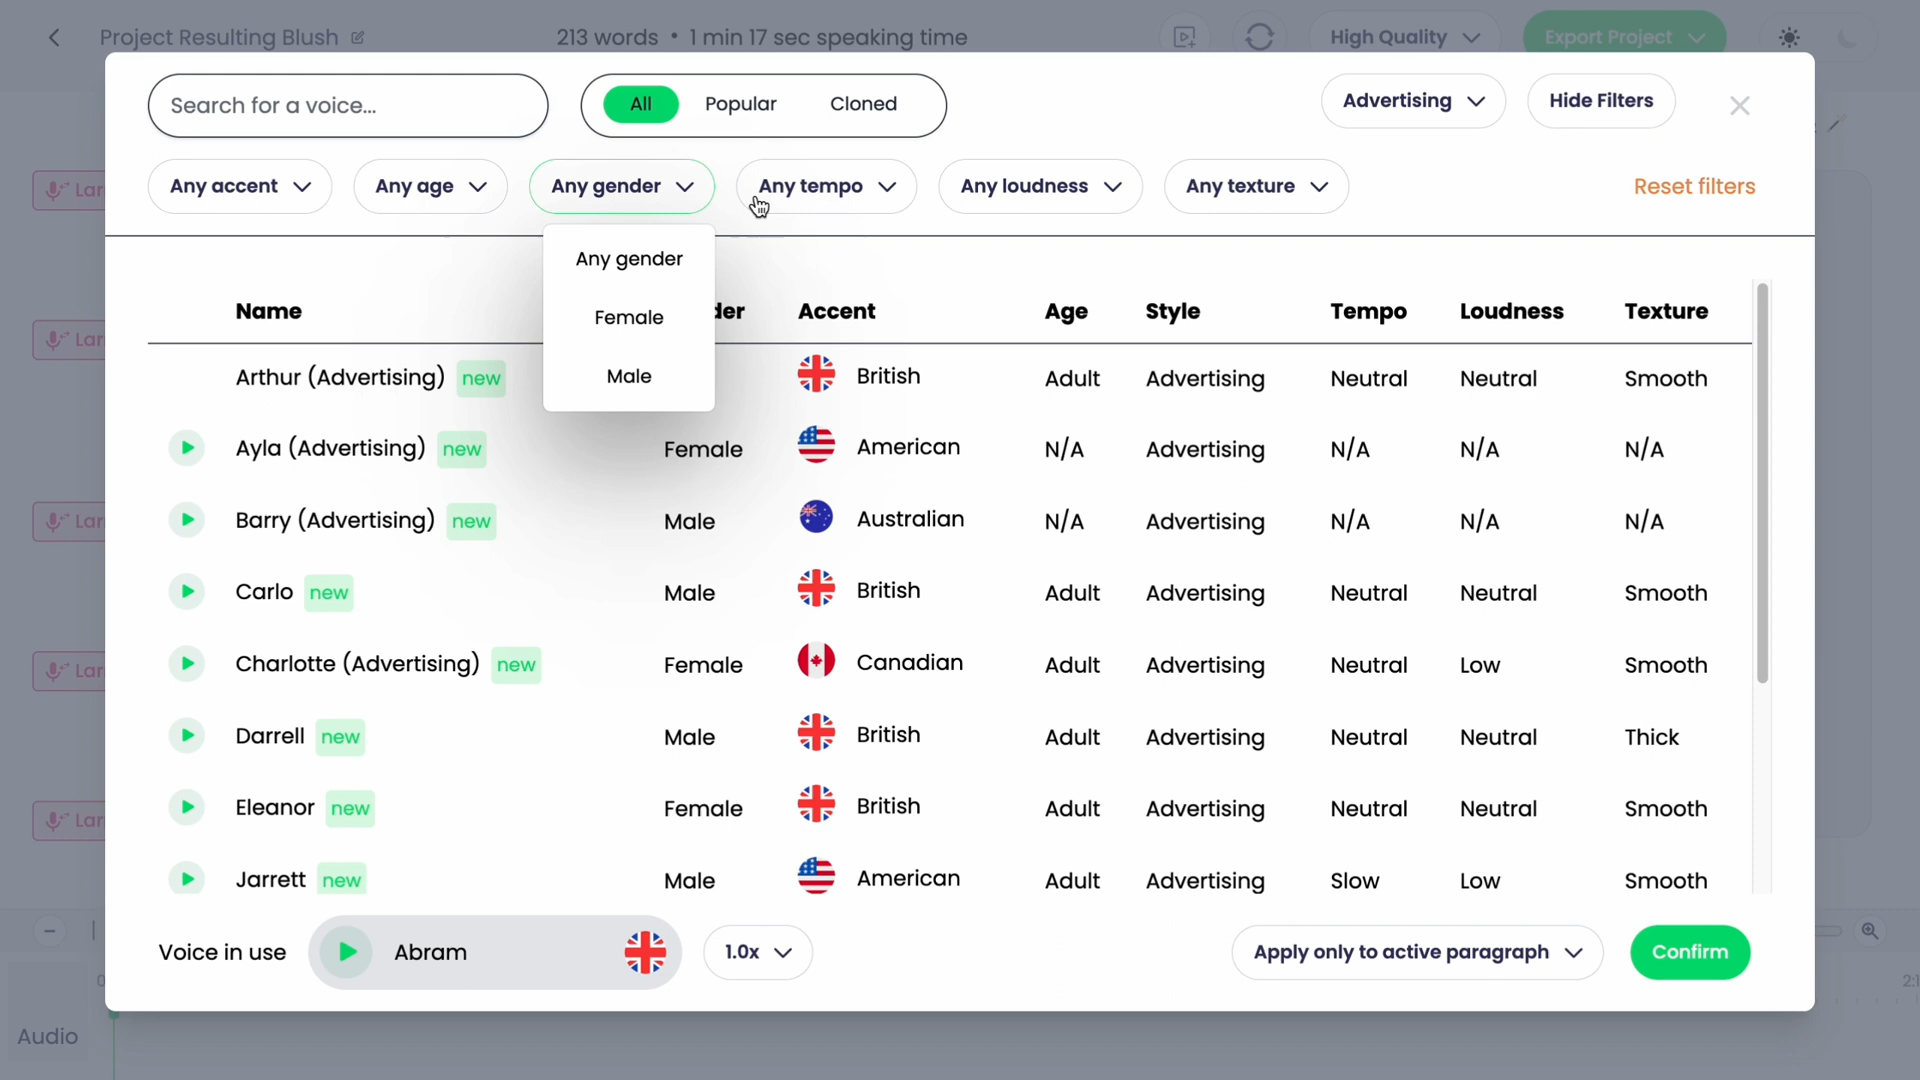 Project Resulting Blush
213 words • 1 min 17 sec speaking time
High Quality
Export Project
Search for a voice...
All
Popular
Cloned
Advertising
Hide Filters
Any accent
Any age
Any gender
Any tempo
Any loudness
Any texture
Reset filters
Any gender
Female
Male
Name
der
Accent
Age
Style
Tempo
Loudness
Texture
Arthur (Advertising) new British Adult Advertising Neutral Neutral Smooth
Ayla (Advertising) new Female American N/A Advertising N/A N/A N/A
Barry (Advertising) new Male Australian N/A Advertising N/A N/A N/A
Carlo new Male British Adult Advertising Neutral Neutral Smooth
Charlotte (Advertising) new Female Canadian Adult Advertising Neutral Low Smooth
Darrell new Male British Adult Advertising Neutral Neutral Thick
Eleanor new Female British Adult Advertising Neutral Neutral Smooth
Jarrett new Male American Adult Advertising Slow Low Smooth
Lar
Lar
Lar
Lar
Lar
Voice in use
Abram
1.0x
Apply only to active paragraph
Confirm
Audio